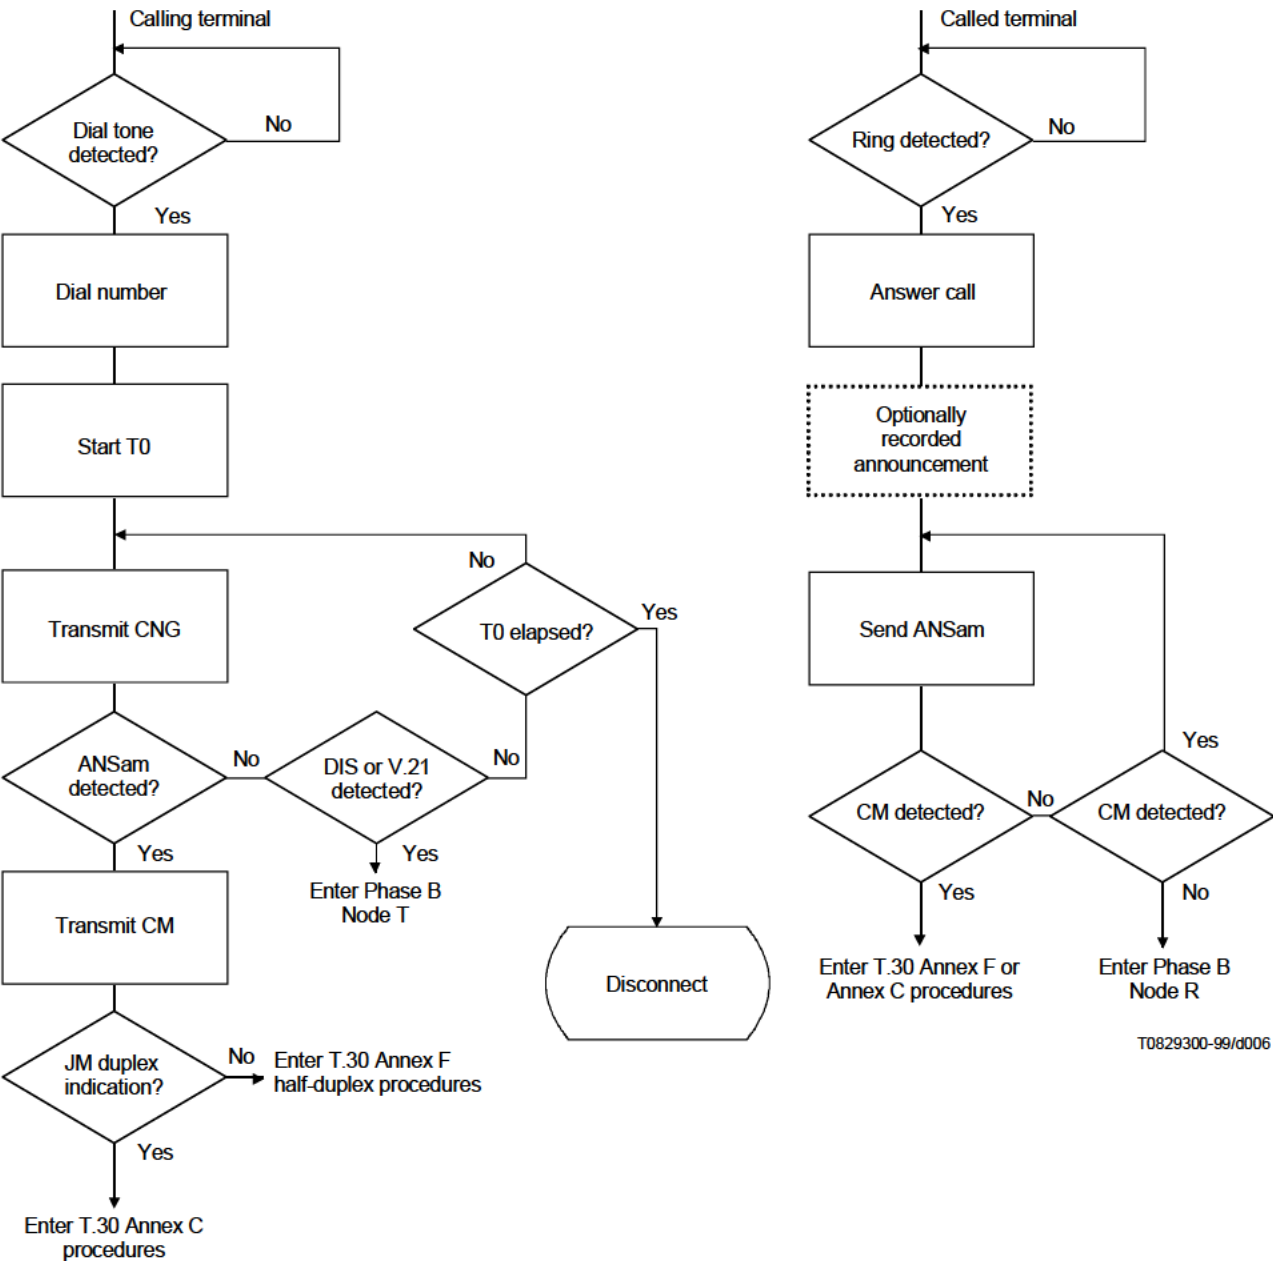 Calling terminal
Dial tone
detected?
No
Yes
Dial number
Start T0
No
T0 elapsed?
Yes
Transmit CNG
ANSam
detected?
No
DIS or V.21
detected?
No
Yes
Yes
Enter Phase B
Node T
Transmit CM
Disconnect
JM duplex
indication?
No
Enter T.30 Annex F
half-duplex procedures
Yes
Enter T.30 Annex C
procedures
Called terminal
Ring detected?
No
Yes
Answer call
Optionally
recorded
announcement
Send ANSam
CM detected?
No
CM detected?
Yes
Yes
No
Enter T.30 Annex F or
Annex C procedures
Enter Phase B
Node R
T0829300-99/d006